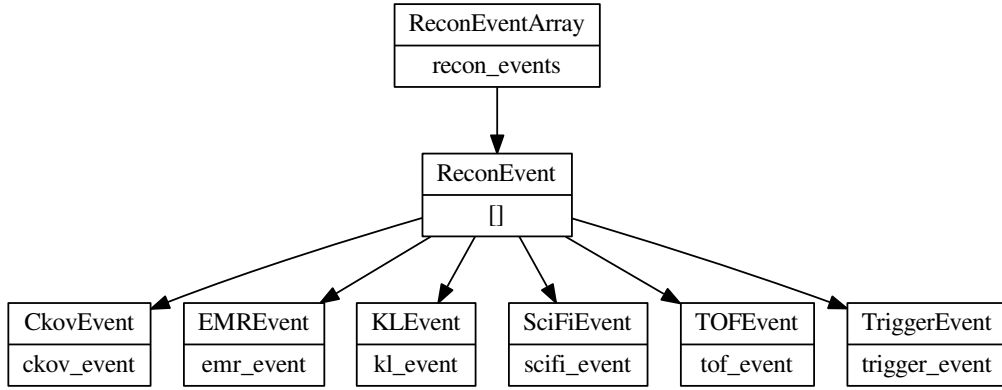 ReconEventArray
recon_events
ReconEvent
[]
CkovEvent
ckov_event
EMREvent
emr_event
KLEvent
kl_event
SciFiEvent
scifi_event
TOFEvent
tof_event
TriggerEvent
trigger_event